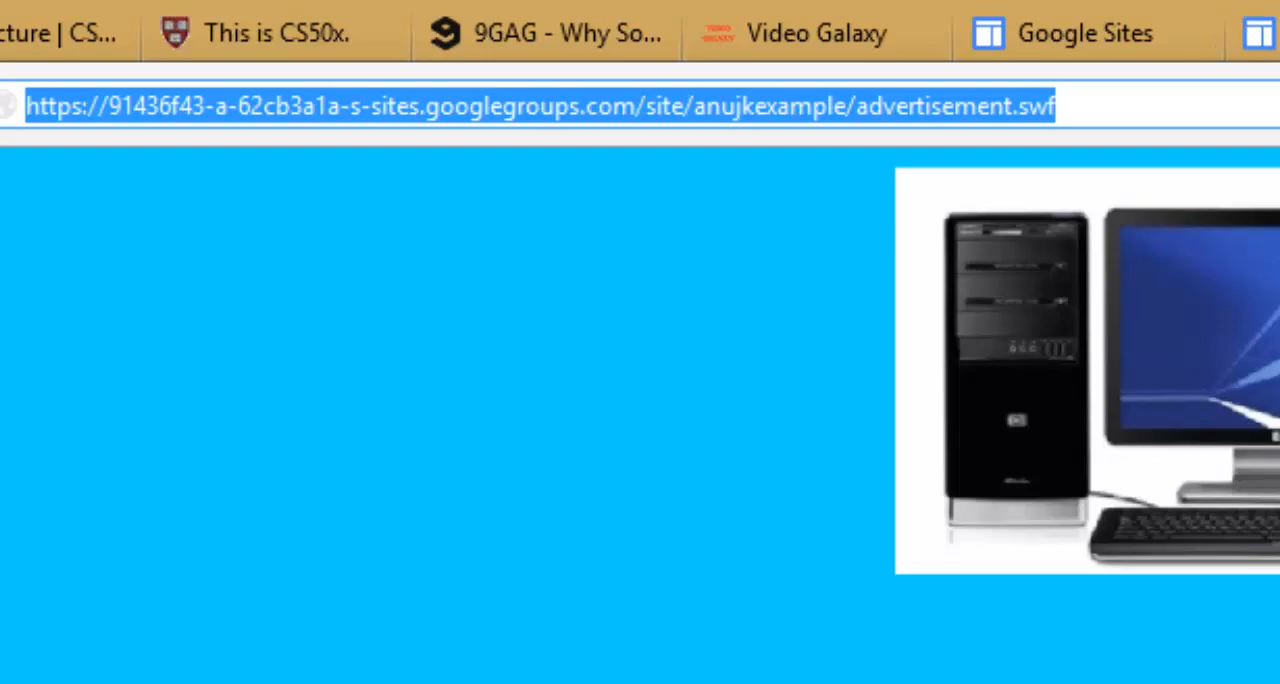 cture | CS... This is CS50x. 9GAG - Why So... Video Galaxy Google Sites
https://91436f43-a-62cb3a1a-s-sites.googlegroups.com/site/anujkexample/advertisement.swf